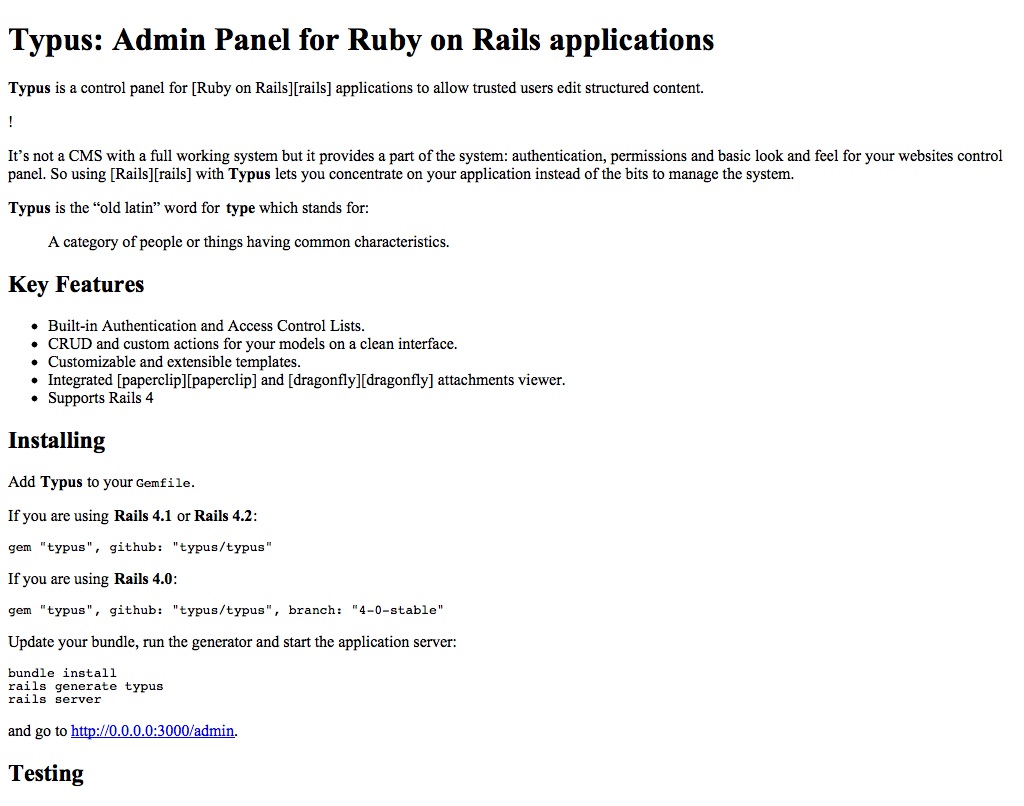 Typus: Admin Panel for Ruby on Rails applications
Typus is a control panel for [Ruby on Rails][rails] applications to allow trusted users edit structured content.
!
It’s not a CMS with a full working system but it provides a part of the system: authentication, permissions and basic look and feel for your websites control
panel. So using [Rails][rails] with Typus lets you concentrate on your application instead of the bits to manage the system.
Typus is the “old latin” word for type which stands for:
A category of people or things having common characteristics.
Key Features
• Built-in Authentication and Access Control Lists.
• CRUD and custom actions for your models on a clean interface.
• Customizable and extensible templates.
• Integrated [paperclip][paperclip] and [dragonfly][dragonfly] attachments viewer.
• Supports Rails 4
Installing
Add Typus to your Gemfile.
If you are using Rails 4.1 or Rails 4.2:
gem "typus", github: "typus/typus"
If you are using Rails 4.0:
gem "typus", github: "typus/typus", branch: "4-0-stable"
Update your bundle, run the generator and start the application server:
bundle install
rails generate typus
rails server
and go to http://0.0.0.0:3000/admin.
Testing